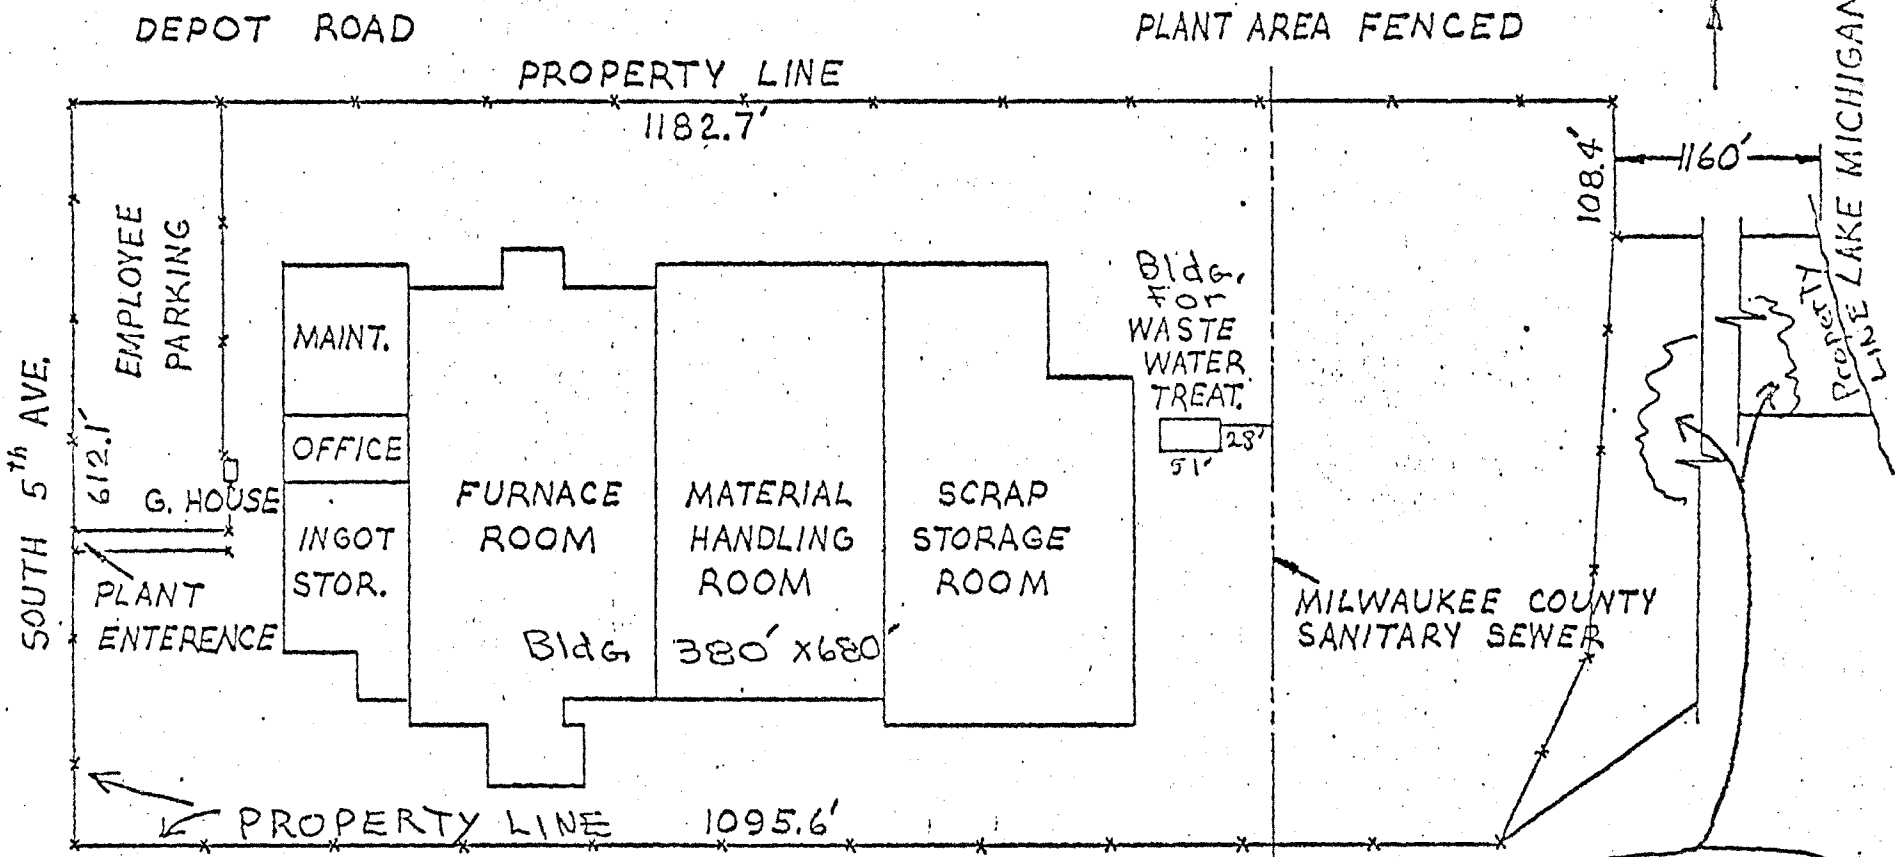 DEPOT ROAD
PLANT AREA FENCED
PROPERTY LINE
1182.7'
108.4'
1160'
LAKE MICHIGAN
PropertY
LINE
EMPLOYEE
PARKING
SOUTH 5th AVE.
612.1'
G. HOUSE
PLANT
ENTERENCE
MAINT.
OFFICE
INGOT
STOR.
FURNACE
ROOM
MATERIAL
HANDLING
ROOM
SCRAP
STORAGE
ROOM
BldG 380' x680'
BldG.
For
WASTE
WATER
TREAT.
28'
51'
MILWAUKEE COUNTY
SANITARY SEWER
PROPERTY LINE 1095.6'